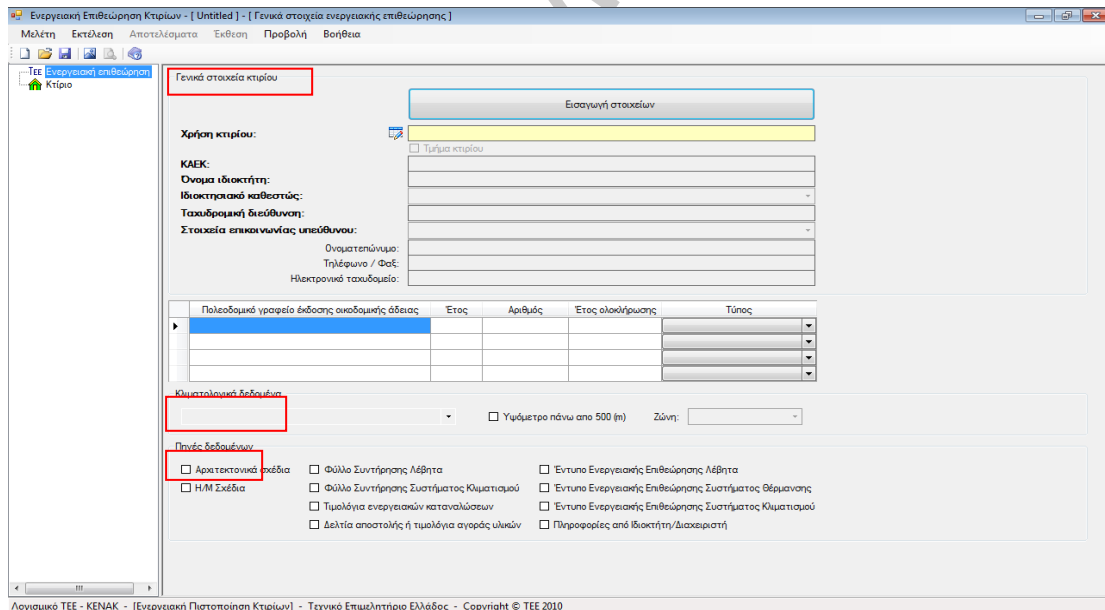 Ενεργειακή Επιθεώρηση Κτιρίων - [ Untitled ] - [ Γενικά στοιχεία ενεργειακής επιθεώρησης ]
Μελέτη Εκτέλεση Αποτελέσματα Έκθεση Προβολή Βοήθεια
TEE Ενεργειακή επιθεώρηση
Κτίριο
Γενικά στοιχεία κτιρίου
Εισαγωγή στοιχείων
Χρήση κτιρίου:
Τμήμα κτιρίου
ΚΑΕΚ:
Όνομα ιδιοκτήτη:
Ιδιοκτησιακό καθεστώς:
Ταχυδρομική διεύθυνση:
Στοιχεία επικοινωνίας υπεύθυνου:
Ονοματεπώνυμο:
Τηλέφωνο / Φαξ:
Ηλεκτρονικό ταχυδομείο:
Πολεοδομικό γραφείο έκδοσης οικοδομικής άδειας Έτος Αριθμός Έτος ολοκλήρωσης Τύπος
Κλιματολογικά δεδομένα
Υψόμετρο πάνω απο 500 (m) Ζώνη:
Πηγές δεδομένων
Αρχιτεκτονικά σχέδια Φύλλο Συντήρησης Λέβητα Έντυπο Ενεργειακής Επιθεώρησης Λέβητα
Η/Μ Σχέδια Φύλλο Συντήρησης Συστήματος Κλιματισμού Έντυπο Ενεργειακής Επιθεώρησης Συστήματος Θέρμανσης
Τιμολόγια ενεργειακών καταναλώσεων Έντυπο Ενεργειακής Επιθεώρησης Συστήματος Κλιματισμού
Δελτία αποστολής ή τιμολόγια αγοράς υλικών Πληροφορίες από Ιδιοκτήτη/Διαχειριστή
Λογισμικό ΤΕΕ - KENAK - [Ενεργειακή Πιστοποίηση Κτιρίων] - Τεχνικό Επιμελητήριο Ελλάδος - Copyright © ΤΕΕ 2010